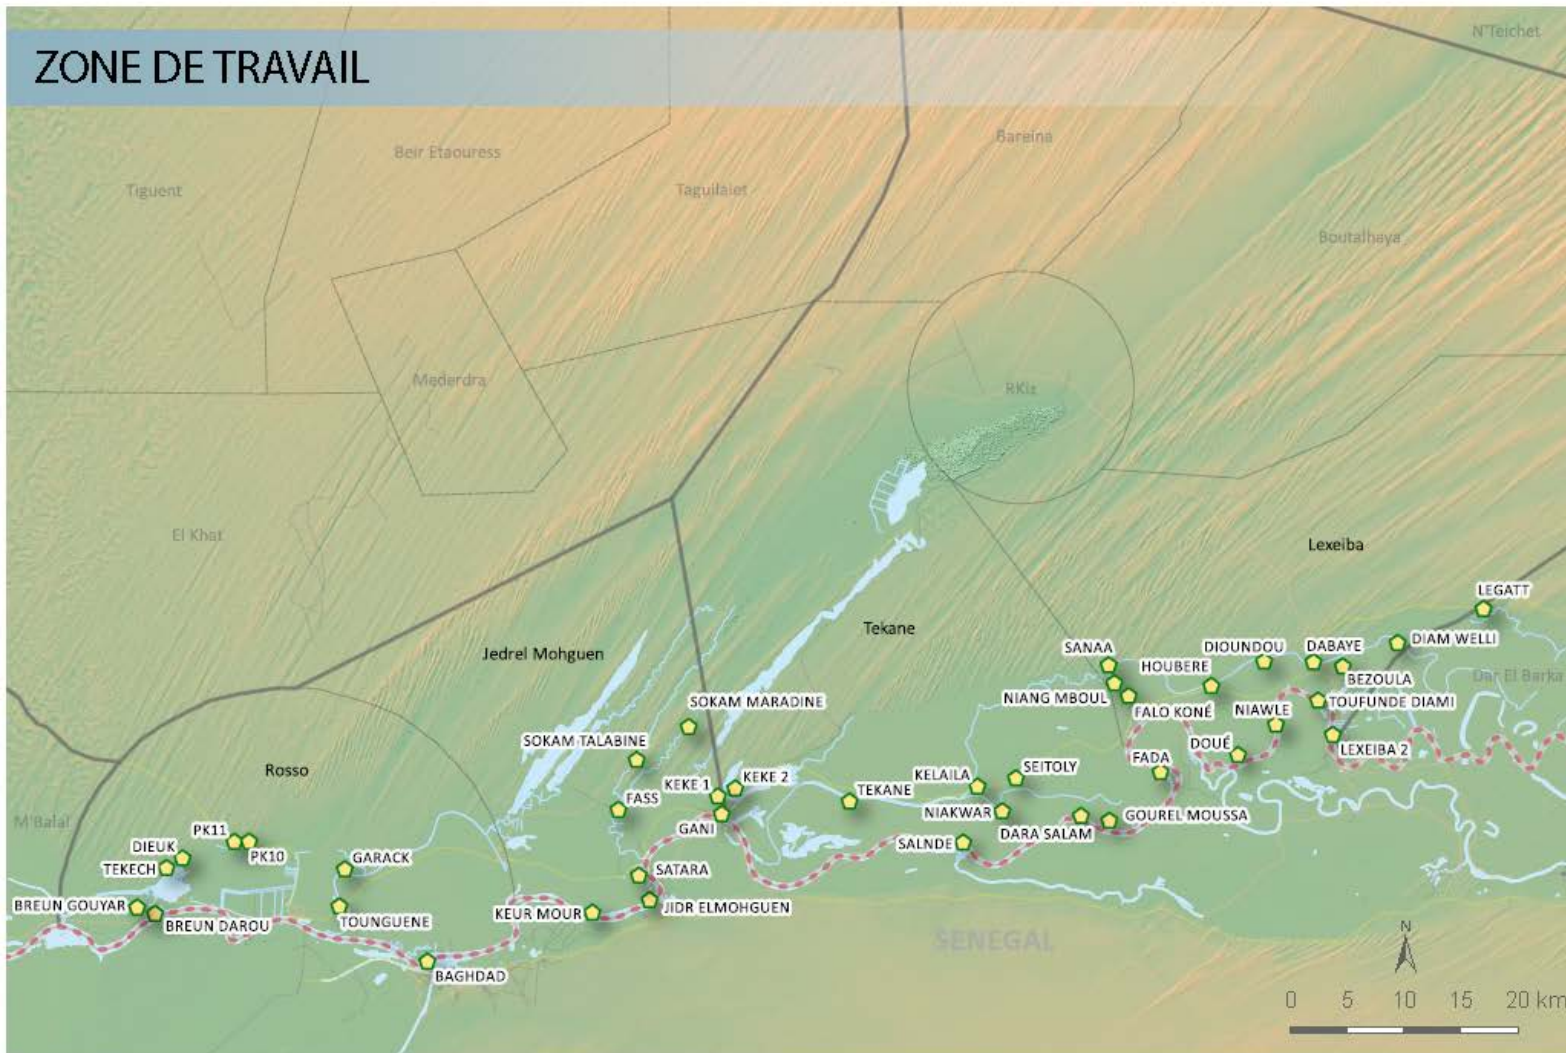 ZONE DE TRAVAIL
N'Teichet
Bareina
Beir Etaouress
Tiguent
Taguilalet
Boutalhaya
Mederdra
RKiz
El Khat
Lexeiba
LEGATT
Tekane
Jedrel Mohguen
SANAA
HOUBERE
DIOUNDOU
DABAYE
DIAM WELLI
BEZOULA
Dar El Barka
NIANG MBOUL
FALO KONÉ
NIAWLE
TOUFUNDE DIAMI
SOKAM MARADINE
SOKAM TALABINE
DOUÉ
LEXEIBA 2
Rosso
FADA
KEKE 1
KEKE 2
KELAILA
SEITOLY
TEKANE
FASS
NIAKWAR
GANI
DARA SALAM
GOUREL MOUSSA
M'Balal
PK11
PK10
DIEUK
TEKECH
GARACK
SALNDE
SATARA
BREUN GOUYAR
BREUN DAROU
TOUNGUENE
KEUR MOUR
JIDR ELMOHGUEN
SENEGAL
BAGHDAD
N
0 5 10 15 20 km